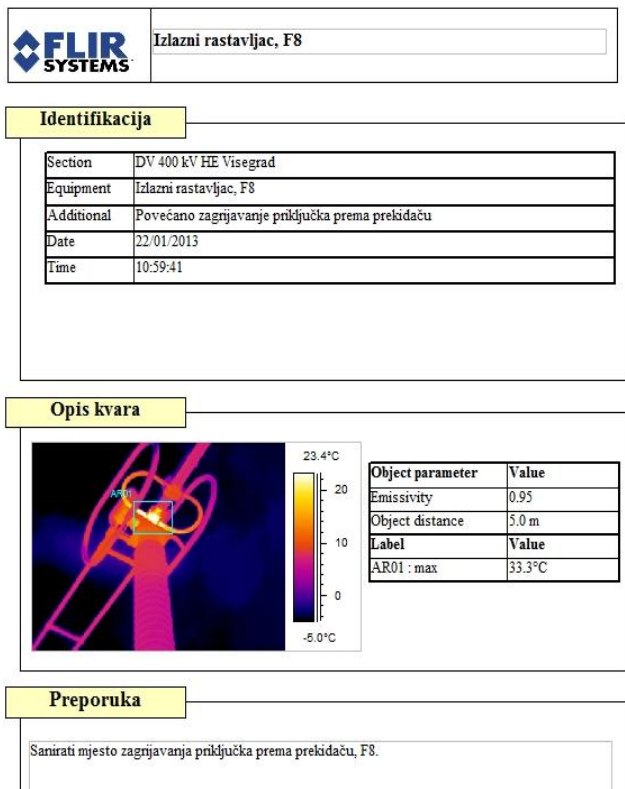 FLIR
SYSTEMS
Izlazni rastavljac, F8
Identifikacija
Section DV 400 kV HE Visegrad
Equipment Izlazni rastavljac, F8
Additional Povećano zagrijavanje priključka prema prekidaču
Date 22/01/2013
Time 10:59:41
Opis kvara
AR01
23.4°C
20
10
0
-5.0°C
Object parameter Value
Emissivity 0.95
Object distance 5.0 m
Label Value
AR01 : max 33.3°C
Preporuka
Sanirati mjesto zagrijavanja priključka prema prekidaču, F8.